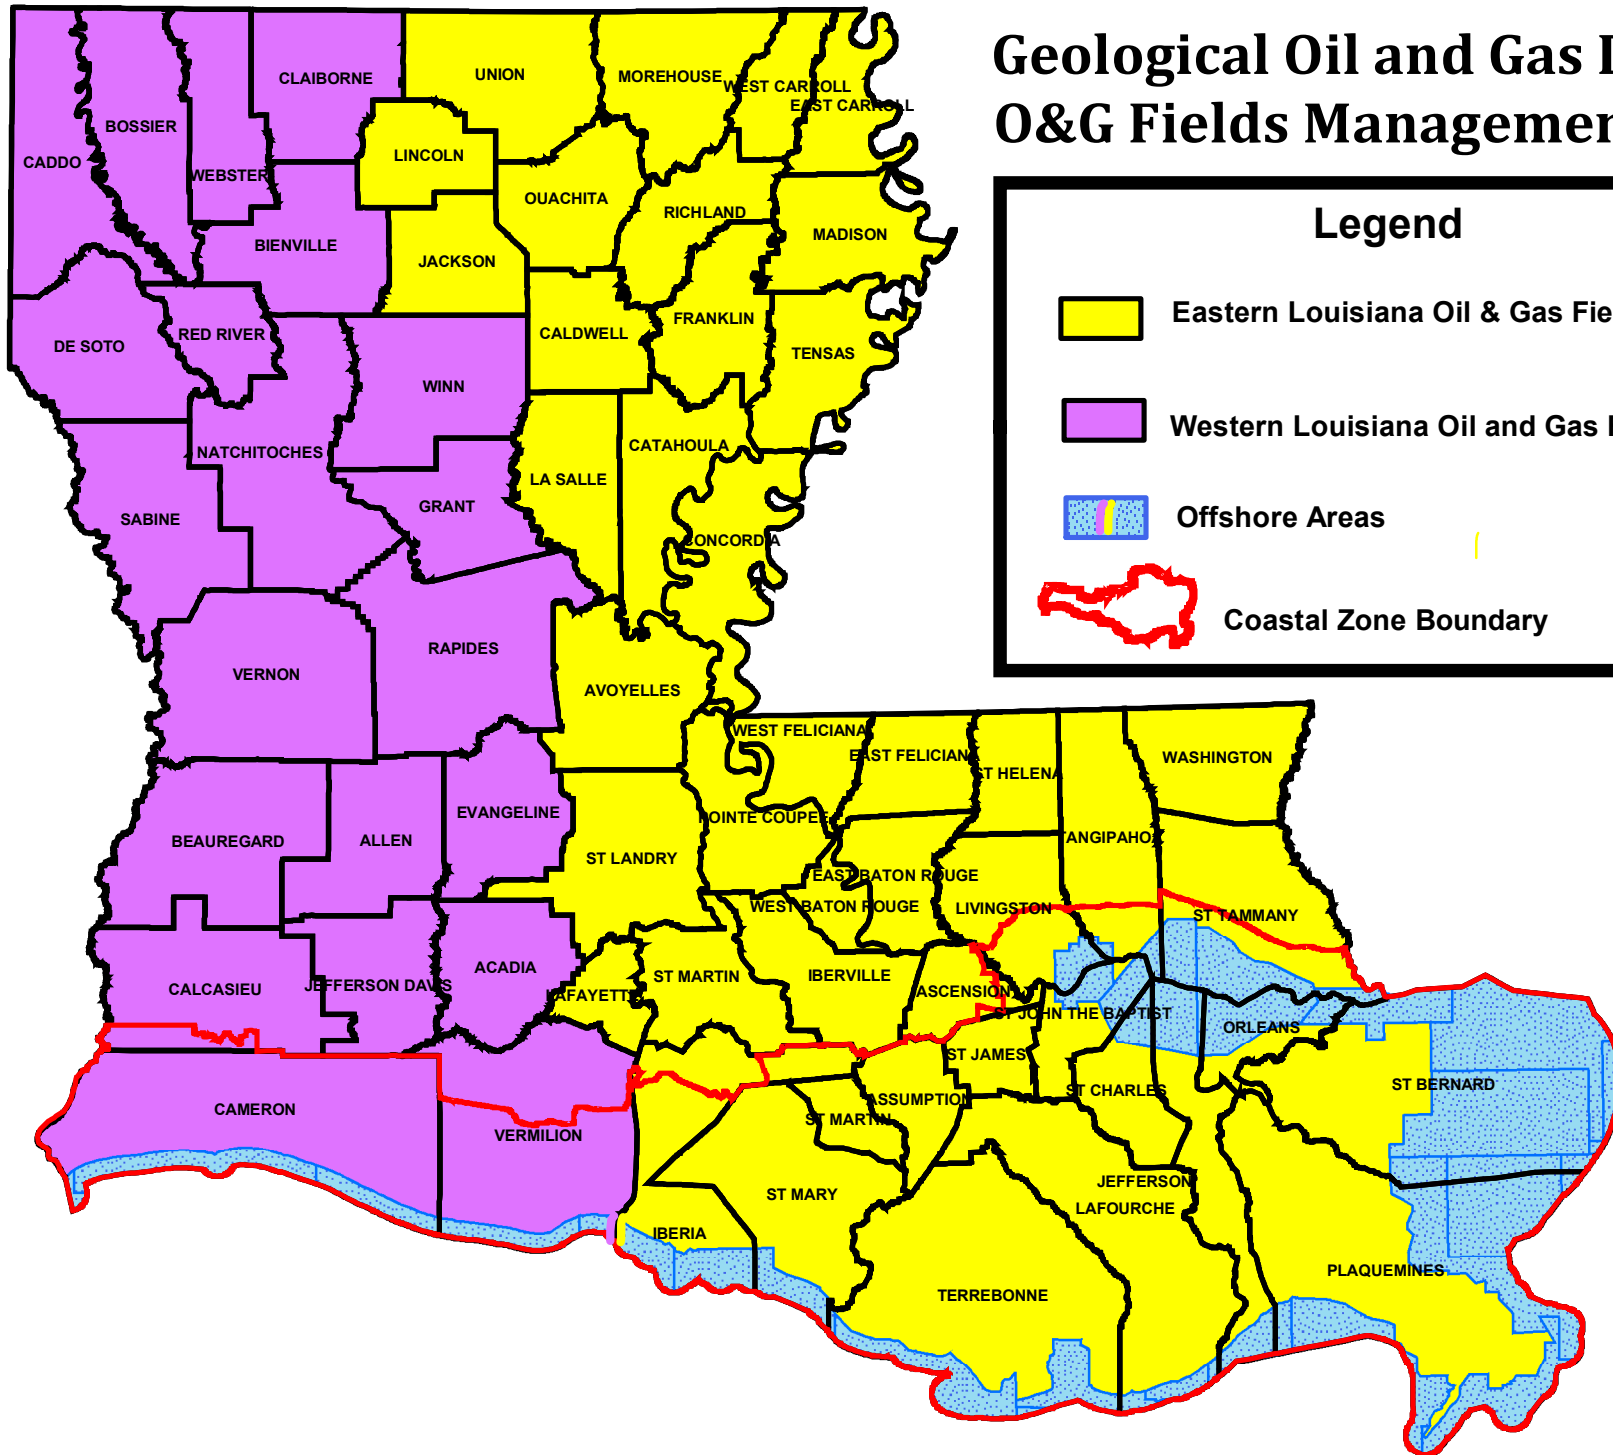 Geological Oil and Gas
O&G Fields
Legend
Eastern Louisiana Oil & Gas
Western Louisiana Oil and Gas
Offshore Areas
Coastal Zone Boundary
UNION
MOREHOUSE
WEST CARROLL
EAST CARROLL
CLAIBORNE
BOSSIER
CADDO
WEBSTER
LINCOLN
OUACHITA
RICHLAND
MADISON
BIENVILLE
JACKSON
FRANKLIN
CALDWELL
TENSAS
RED RIVER
DE SOTO
WINN
NATCHITOCHES
CATAHOULA
LA SALLE
GRANT
SABINE
CONCORDIA
RAPIDES
VERNON
AVOYELLES
WEST FELICIANA
EAST FELICIANA
ST HELENA
WASHINGTON
POINTE COUPEE
TANGIPAHOA
EVANGELINE
BEAUREGARD
ALLEN
ST LANDRY
EAST BATON ROUGE
WEST BATON ROUGE
LIVINGSTON
ST TAMMANY
ACADIA
ST MARTIN
IBERVILLE
CALCASIEU
JEFFERSON DAVIS
LAFAYETTE
ASCENSION
ST JOHN THE BAPTIST
ORLEANS
ST JAMES
ST CHARLES
ST BERNARD
ASSUMPTION
CAMERON
ST MARTIN
VERMILION
JEFFERSON
ST MARY
LAFOURCHE
IBERIA
PLAQUEMINES
TERREBONNE